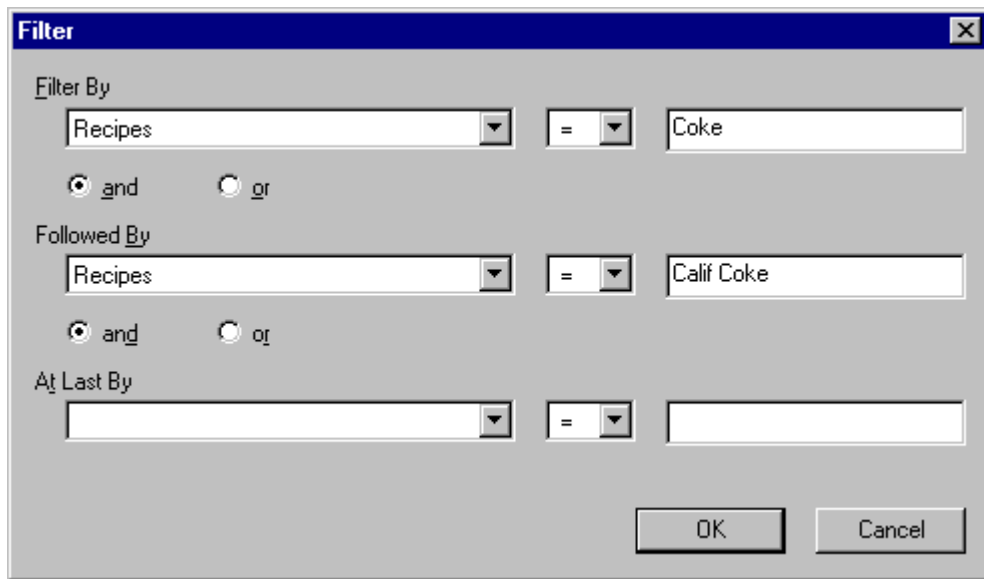 Filter
Filter By
Recipes = Coke
and or
Followed By
Recipes = Calif Coke
and or
At Last By
=
OK Cancel